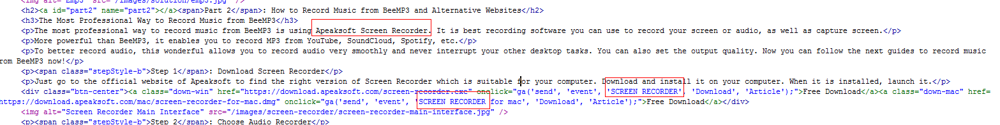 <img alt="Emp3" src="/images/solution/emp3.jpg" />
<h2><a id="part2" name="part2"></a><span>Part 2</span>: How to Record Music from BeeMP3 and Alternative Websites</h2>
<h3>The Most Professional Way to Record Music from BeeMP3</h3>
<p>The most professional way to record music from BeeMP3 is using Apeaksoft Screen Recorder. It is best recording software you can use to record your screen or audio, as well as capture screen.</p>
<p>More powerful than BeeMP3, it enables you to record MP3 from YouTube, SoundCloud, Spotify, etc.</p>
<p>To better record audio, this wonderful allows you to record audio very smoothly and never interrupt your other desktop tasks. You can also set the output quality. Now you can follow the next guides to record music
rom BeeMP3 now!</p>
<p><span class="stepStyle-b">Step 1</span>: Download Screen Recorder</p>
<p>Just go to the official website of Apeaksoft to find the right version of Screen Recorder which is suitable for your computer. Download and install it on your computer. When it is installed, launch it.</p>
<div class="btn-center"><a class="down-win" href="https://download.apeaksoft.com/screen-recorder.exe" onclick="ga('send', 'event', 'SCREEN RECORDER', 'Download', 'Article');">Free Download</a><a class="down-mac" href=
https://download.apeaksoft.com/mac/screen-recorder-for-mac.dmg" onclick="ga('send', 'event', 'SCREEN RECORDER for mac', 'Download', 'Article');">Free Download</a></div>
<img alt="Screen Recorder Main Interface" src="/images/screen-recorder/screen-recorder-main-interface.jpg" />
<p><span class="stepStyle-b">Step 2</span>: Choose Audio Recorder</p>